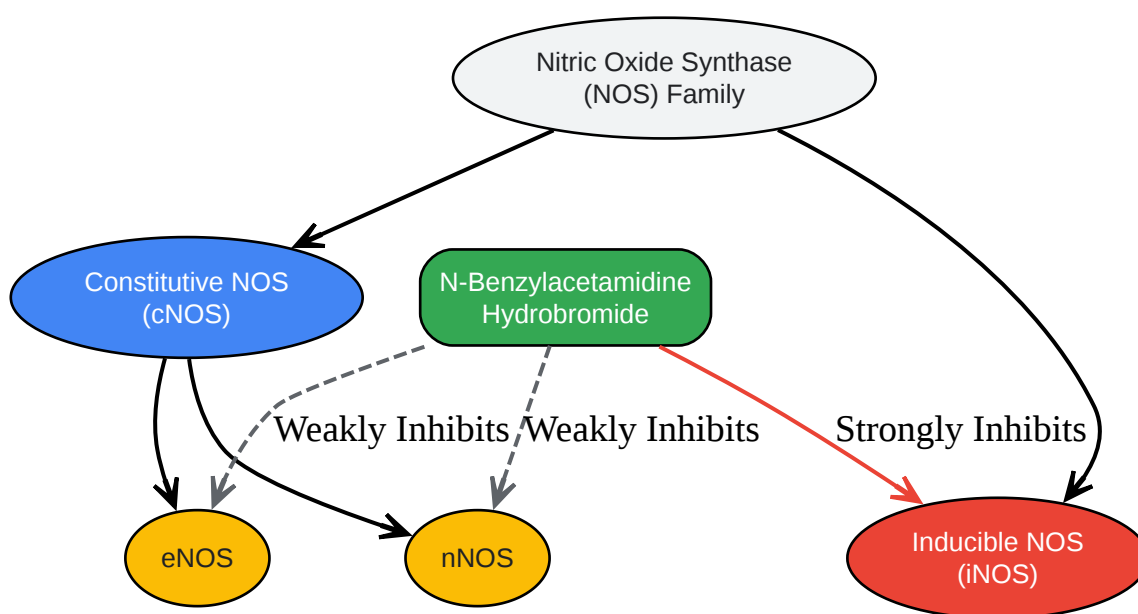 Nitric Oxide Synthase
(NOS) Family
Constitutive NOS
(cNOS)
N-Benzylacetamidine
Hydrobromide
Weakly Inhibits
Weakly Inhibits
Strongly Inhibits
eNOS
nNOS
Inducible NOS
(iNOS)